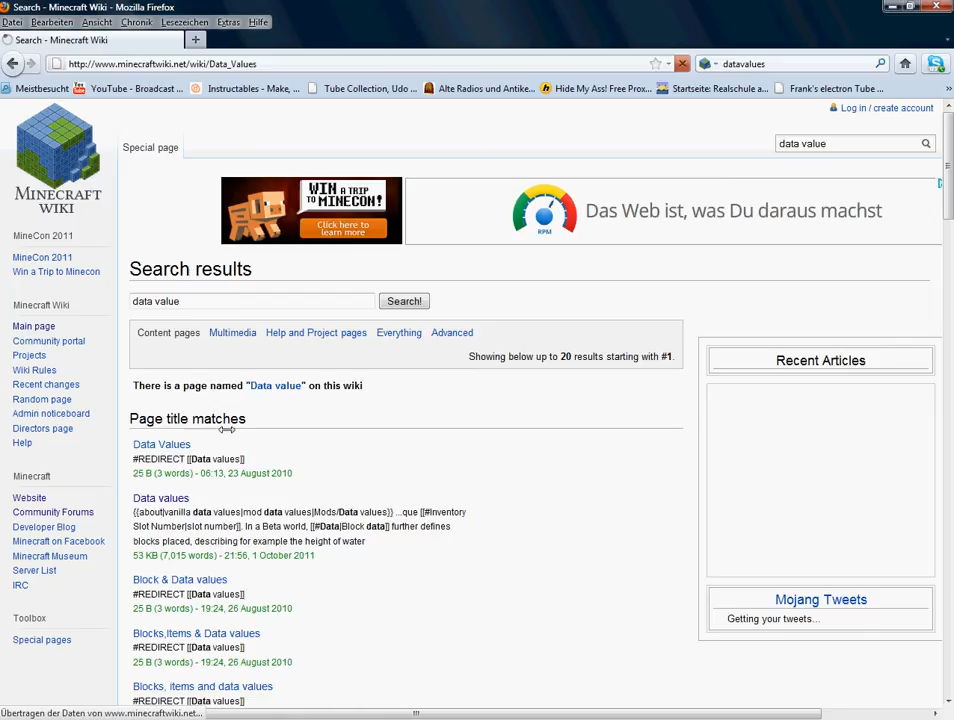 Search - Minecraft Wiki - Mozilla Firefox
Datei Bearbeiten Ansicht Chronik Lesezeichen Extras Hilfe
Search - Minecraft Wiki
http://www.minecraftwiki.net/wiki/Data_Values
datavalues
Meistbesucht YouTube - Broadcast ... Instructables - Make, ... Tube Collection, Udo ... Alte Radios und Antike... Hide My Ass! Free Prox... Startseite: Realschule a... Frank's electron Tube ...
Log in / create account
Special page
data value
MINECRAFT
WIKI
WIN A TRIP
TO MINECON!
Click here to
learn more
RPM
Das Web ist, was Du daraus machst
MineCon 2011
MineCon 2011
Win a Trip to Minecon
Minecraft Wiki
Main page
Community portal
Projects
Wiki Rules
Recent changes
Random page
Admin noticeboard
Directors page
Help
Minecraft
Website
Community Forums
Developer Blog
Minecraft on Facebook
Minecraft Museum
Server List
IRC
Toolbox
Special pages
Search results
data value
Search!
Content pages Multimedia Help and Project pages Everything Advanced
Showing below up to 20 results starting with #1.
There is a page named "Data value" on this wiki
Page title matches
Data Values
#REDIRECT [[Data values]]
25 B (3 words) - 06:13, 23 August 2010
Data values
{{about|vanilla data values|mod data values|Mods/Data values}} ...que [[#Inventory
Slot Number|slot number]]. In a Beta world, [[#Data|Block data]] further defines
blocks placed, describing for example the height of water
53 KB (7,015 words) - 21:56, 1 October 2011
Block & Data values
#REDIRECT [[Data values]]
25 B (3 words) - 19:24, 26 August 2010
Blocks,Items & Data values
#REDIRECT [[Data values]]
25 B (3 words) - 19:24, 26 August 2010
Blocks, items and data values
#REDIRECT [[Data values]]
Recent Articles
Mojang Tweets
Getting your tweets...
Übertragen der Daten von www.minecraftwiki.net...